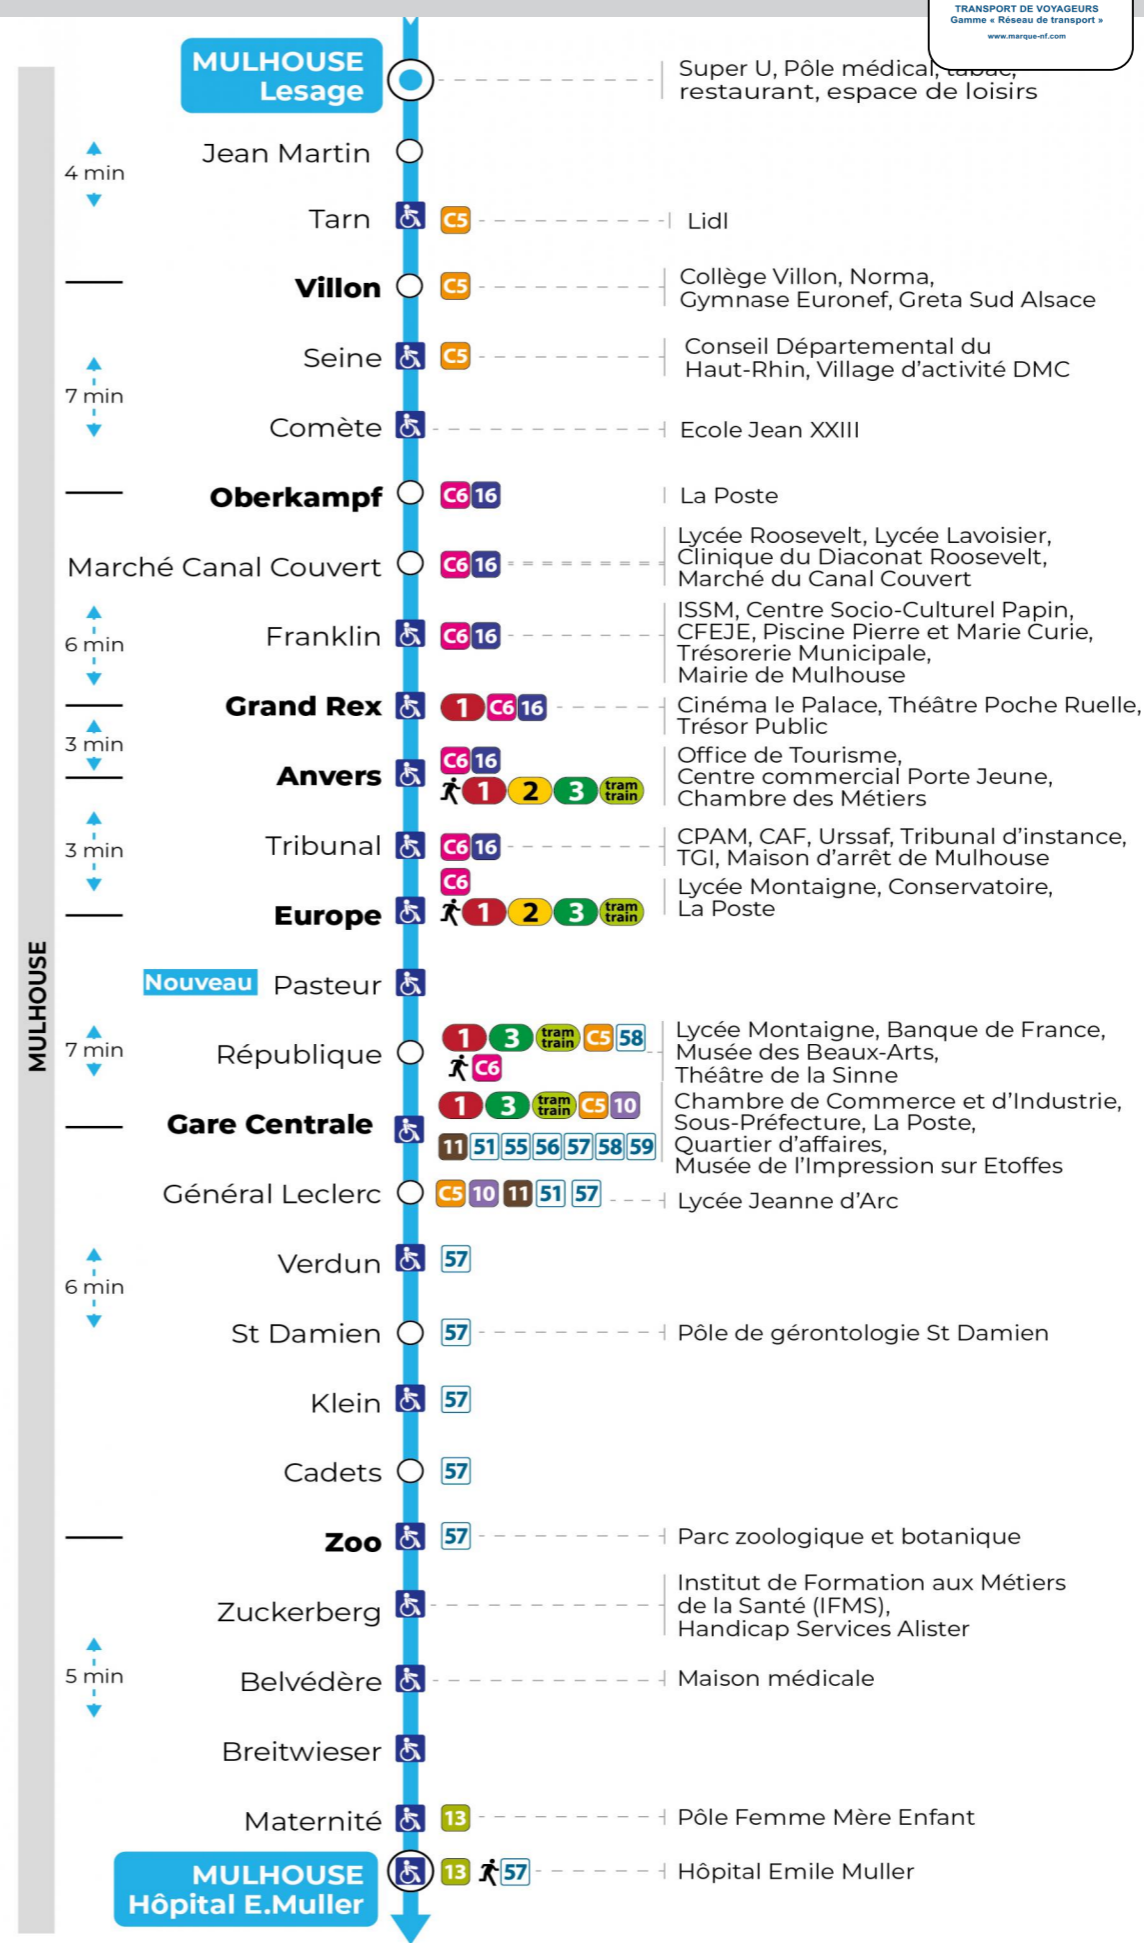 TRANSPORT DE VOYAGEURS
Gamme « Réseau de transport »
www.marque-nf.com
MULHOUSE
Lesage
Super U, Pôle médical, tabac,
restaurant, espace de loisirs
Jean Martin
4 min
Tarn
C5
Lidl
Villon
C5
Collège Villon, Norma,
Gymnase Euronef, Greta Sud Alsace
Seine
C5
Conseil Départemental du
Haut-Rhin, Village d'activité DMC
7 min
Comète
Ecole Jean XXIII
Oberkampf
C6 16
La Poste
Marché Canal Couvert
C6 16
Lycée Roosevelt, Lycée Lavoisier,
Clinique du Diaconat Roosevelt,
Marché du Canal Couvert
6 min
Franklin
C6 16
ISSM, Centre Socio-Culturel Papin,
CFEJE, Piscine Pierre et Marie Curie,
Trésorerie Municipale,
Mairie de Mulhouse
Grand Rex
1 C6 16
Cinéma le Palace, Théâtre Poche Ruelle,
Trésor Public
3 min
Anvers
C6 16
1 2 3 tram train
Office de Tourisme,
Centre commercial Porte Jeune,
Chambre des Métiers
3 min
Tribunal
C6 16
CPAM, CAF, Urssaf, Tribunal d'instance,
TGI, Maison d'arrêt de Mulhouse
Europe
C6
1 2 3 tram train
Lycée Montaigne, Conservatoire,
La Poste
MULHOUSE
Nouveau Pasteur
7 min
République
1 3 tram train C5 58
C6
Lycée Montaigne, Banque de France,
Musée des Beaux-Arts,
Théâtre de la Sinne
Gare Centrale
1 3 tram train C5 10
11 51 55 56 57 58 59
Chambre de Commerce et d'Industrie,
Sous-Préfecture, La Poste,
Quartier d'affaires,
Musée de l'Impression sur Etoffes
Général Leclerc
C5 10 11 51 57
Lycée Jeanne d'Arc
Verdun
57
6 min
St Damien
57
Pôle de gérontologie St Damien
Klein
57
Cadets
57
Zoo
57
Parc zoologique et botanique
Zuckerberg
Institut de Formation aux Métiers
de la Santé (IFMS),
Handicap Services Alister
5 min
Belvédère
Maison médicale
Breitwieser
Maternité
13
Pôle Femme Mère Enfant
MULHOUSE
Hôpital E.Muller
13 57
Hôpital Emile Muller